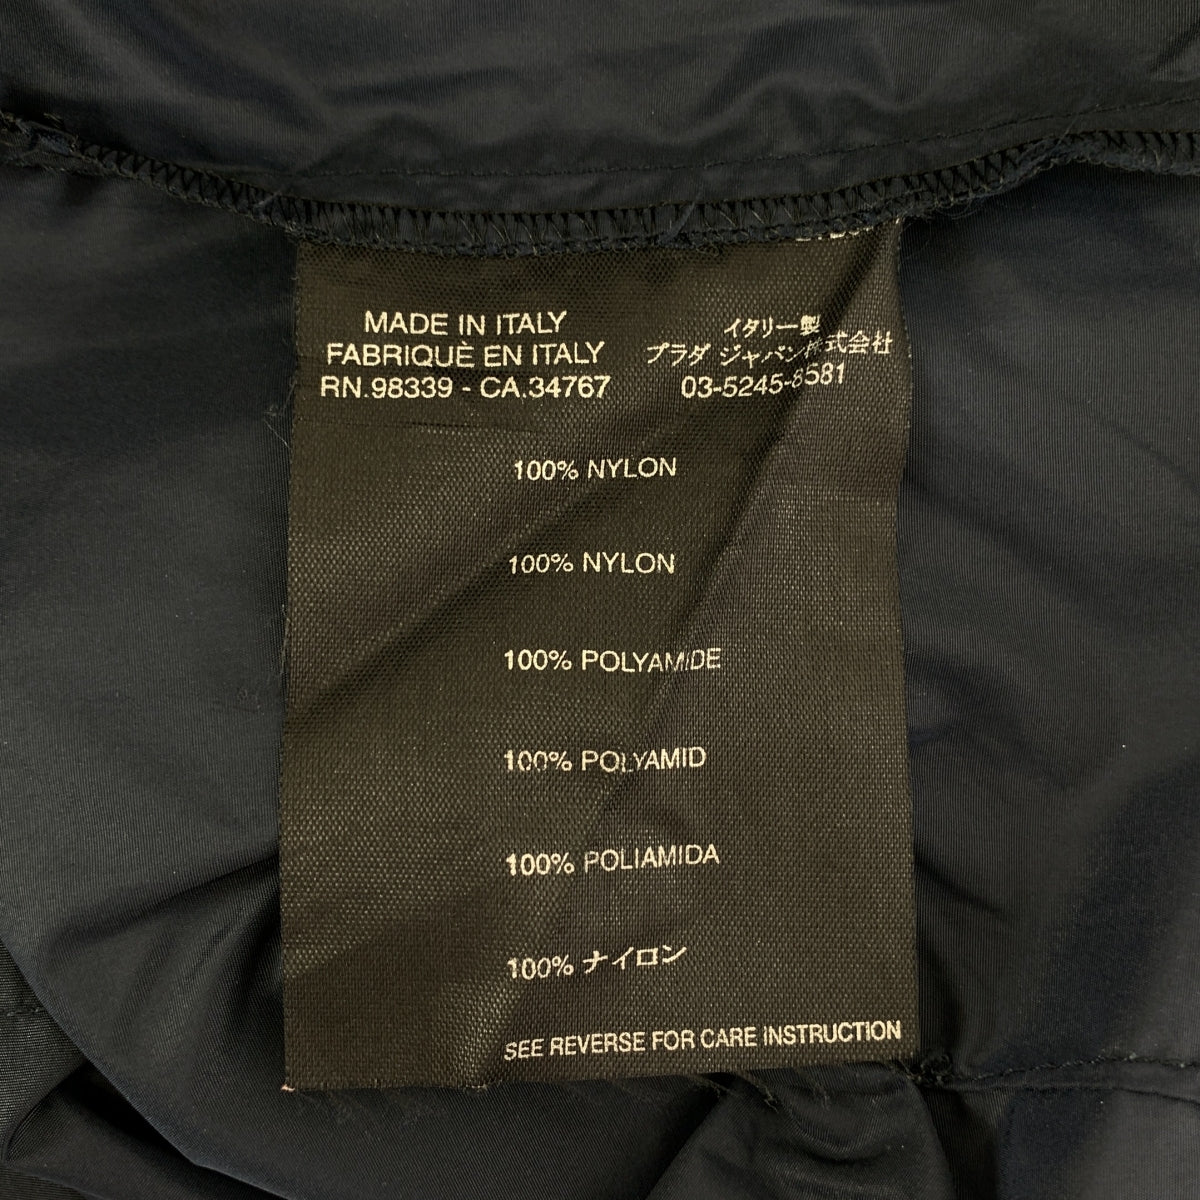 MADE IN ITALY
FABRIQUÈ EN ITALY
RN.98339 - CA.34767
イタリー製
プラダ ジャパン株式会社
03-5245-8581
100% NYLON
100% NYLON
100% POLYAMIDE
100% POLYAMID
100% POLIAMIDA
100% ナイロン
SEE REVERSE FOR CARE INSTRUCTION